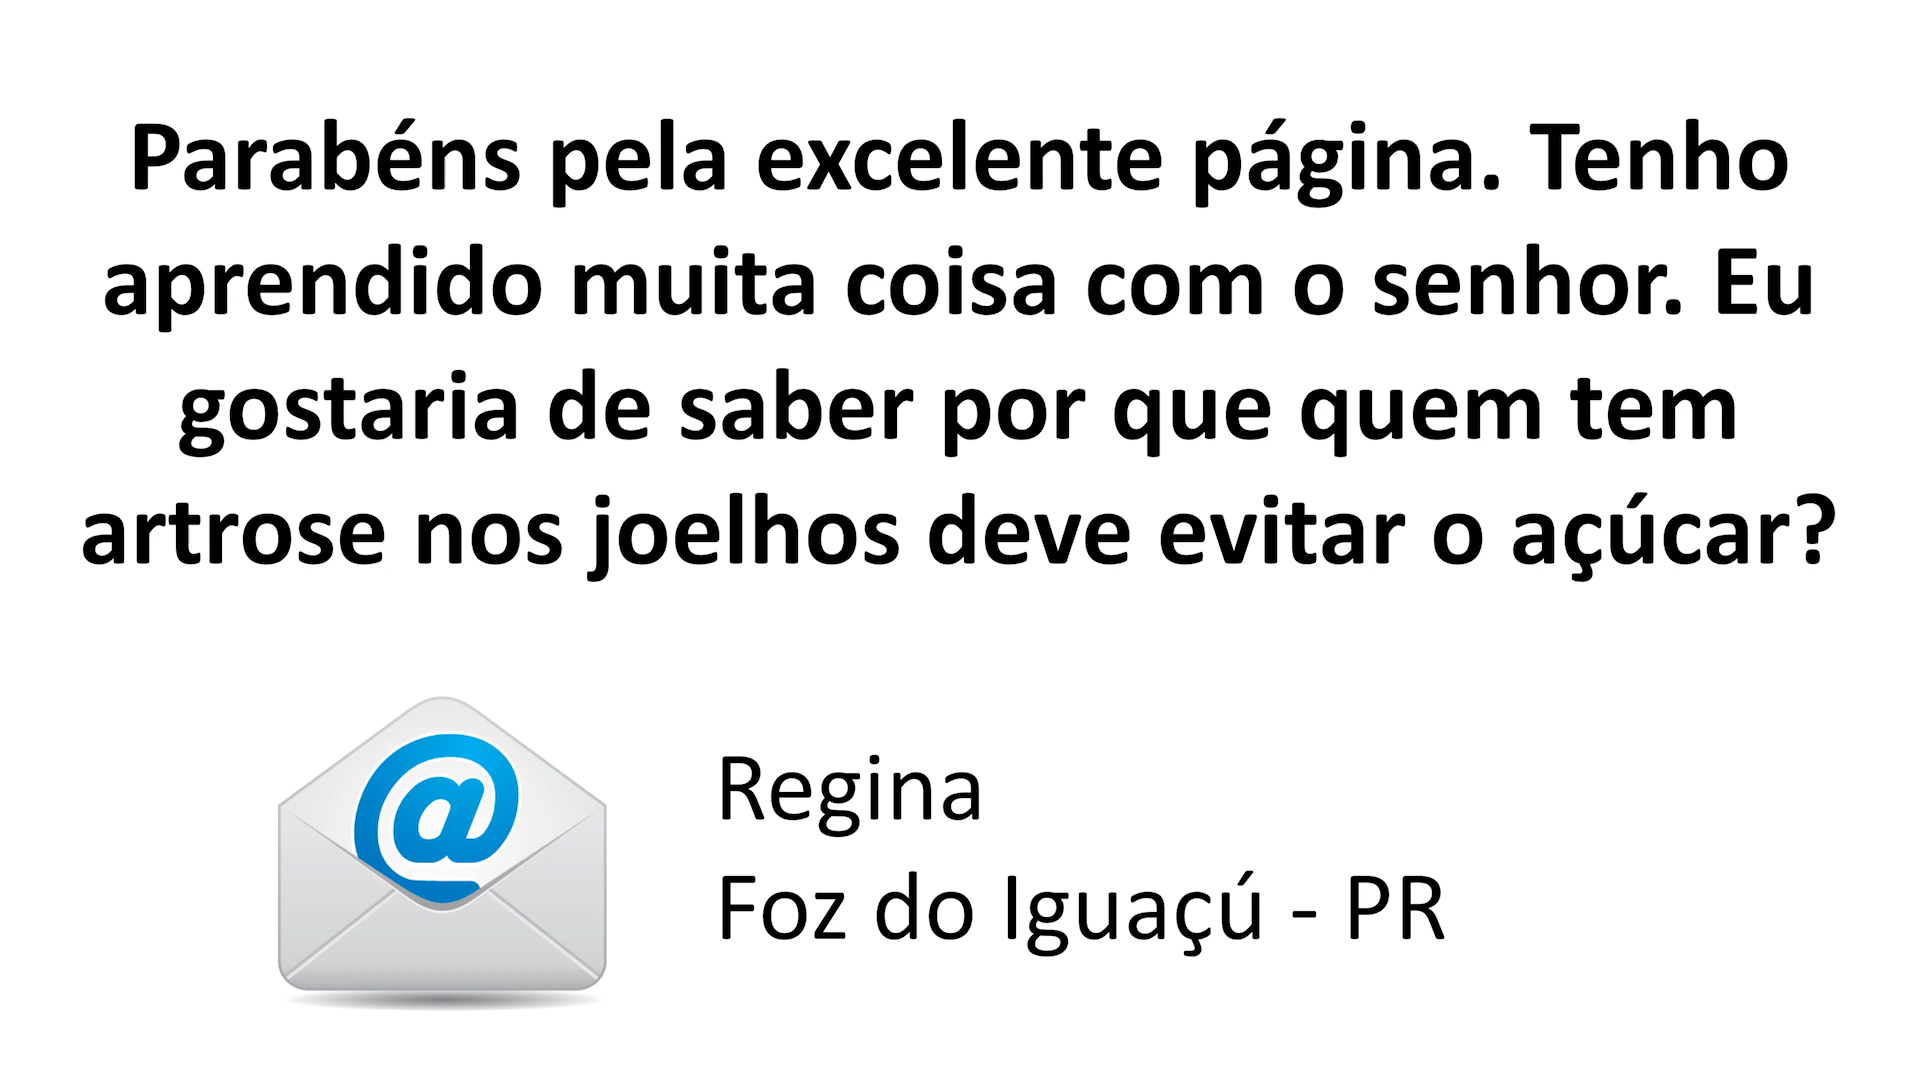 Parabéns pela excelente página. Tenho
aprendido muita coisa com o senhor. Eu
gostaria de saber por que quem tem
artrose nos joelhos deve evitar o açúcar?
@
Regina
Foz do Iguaçú - PR